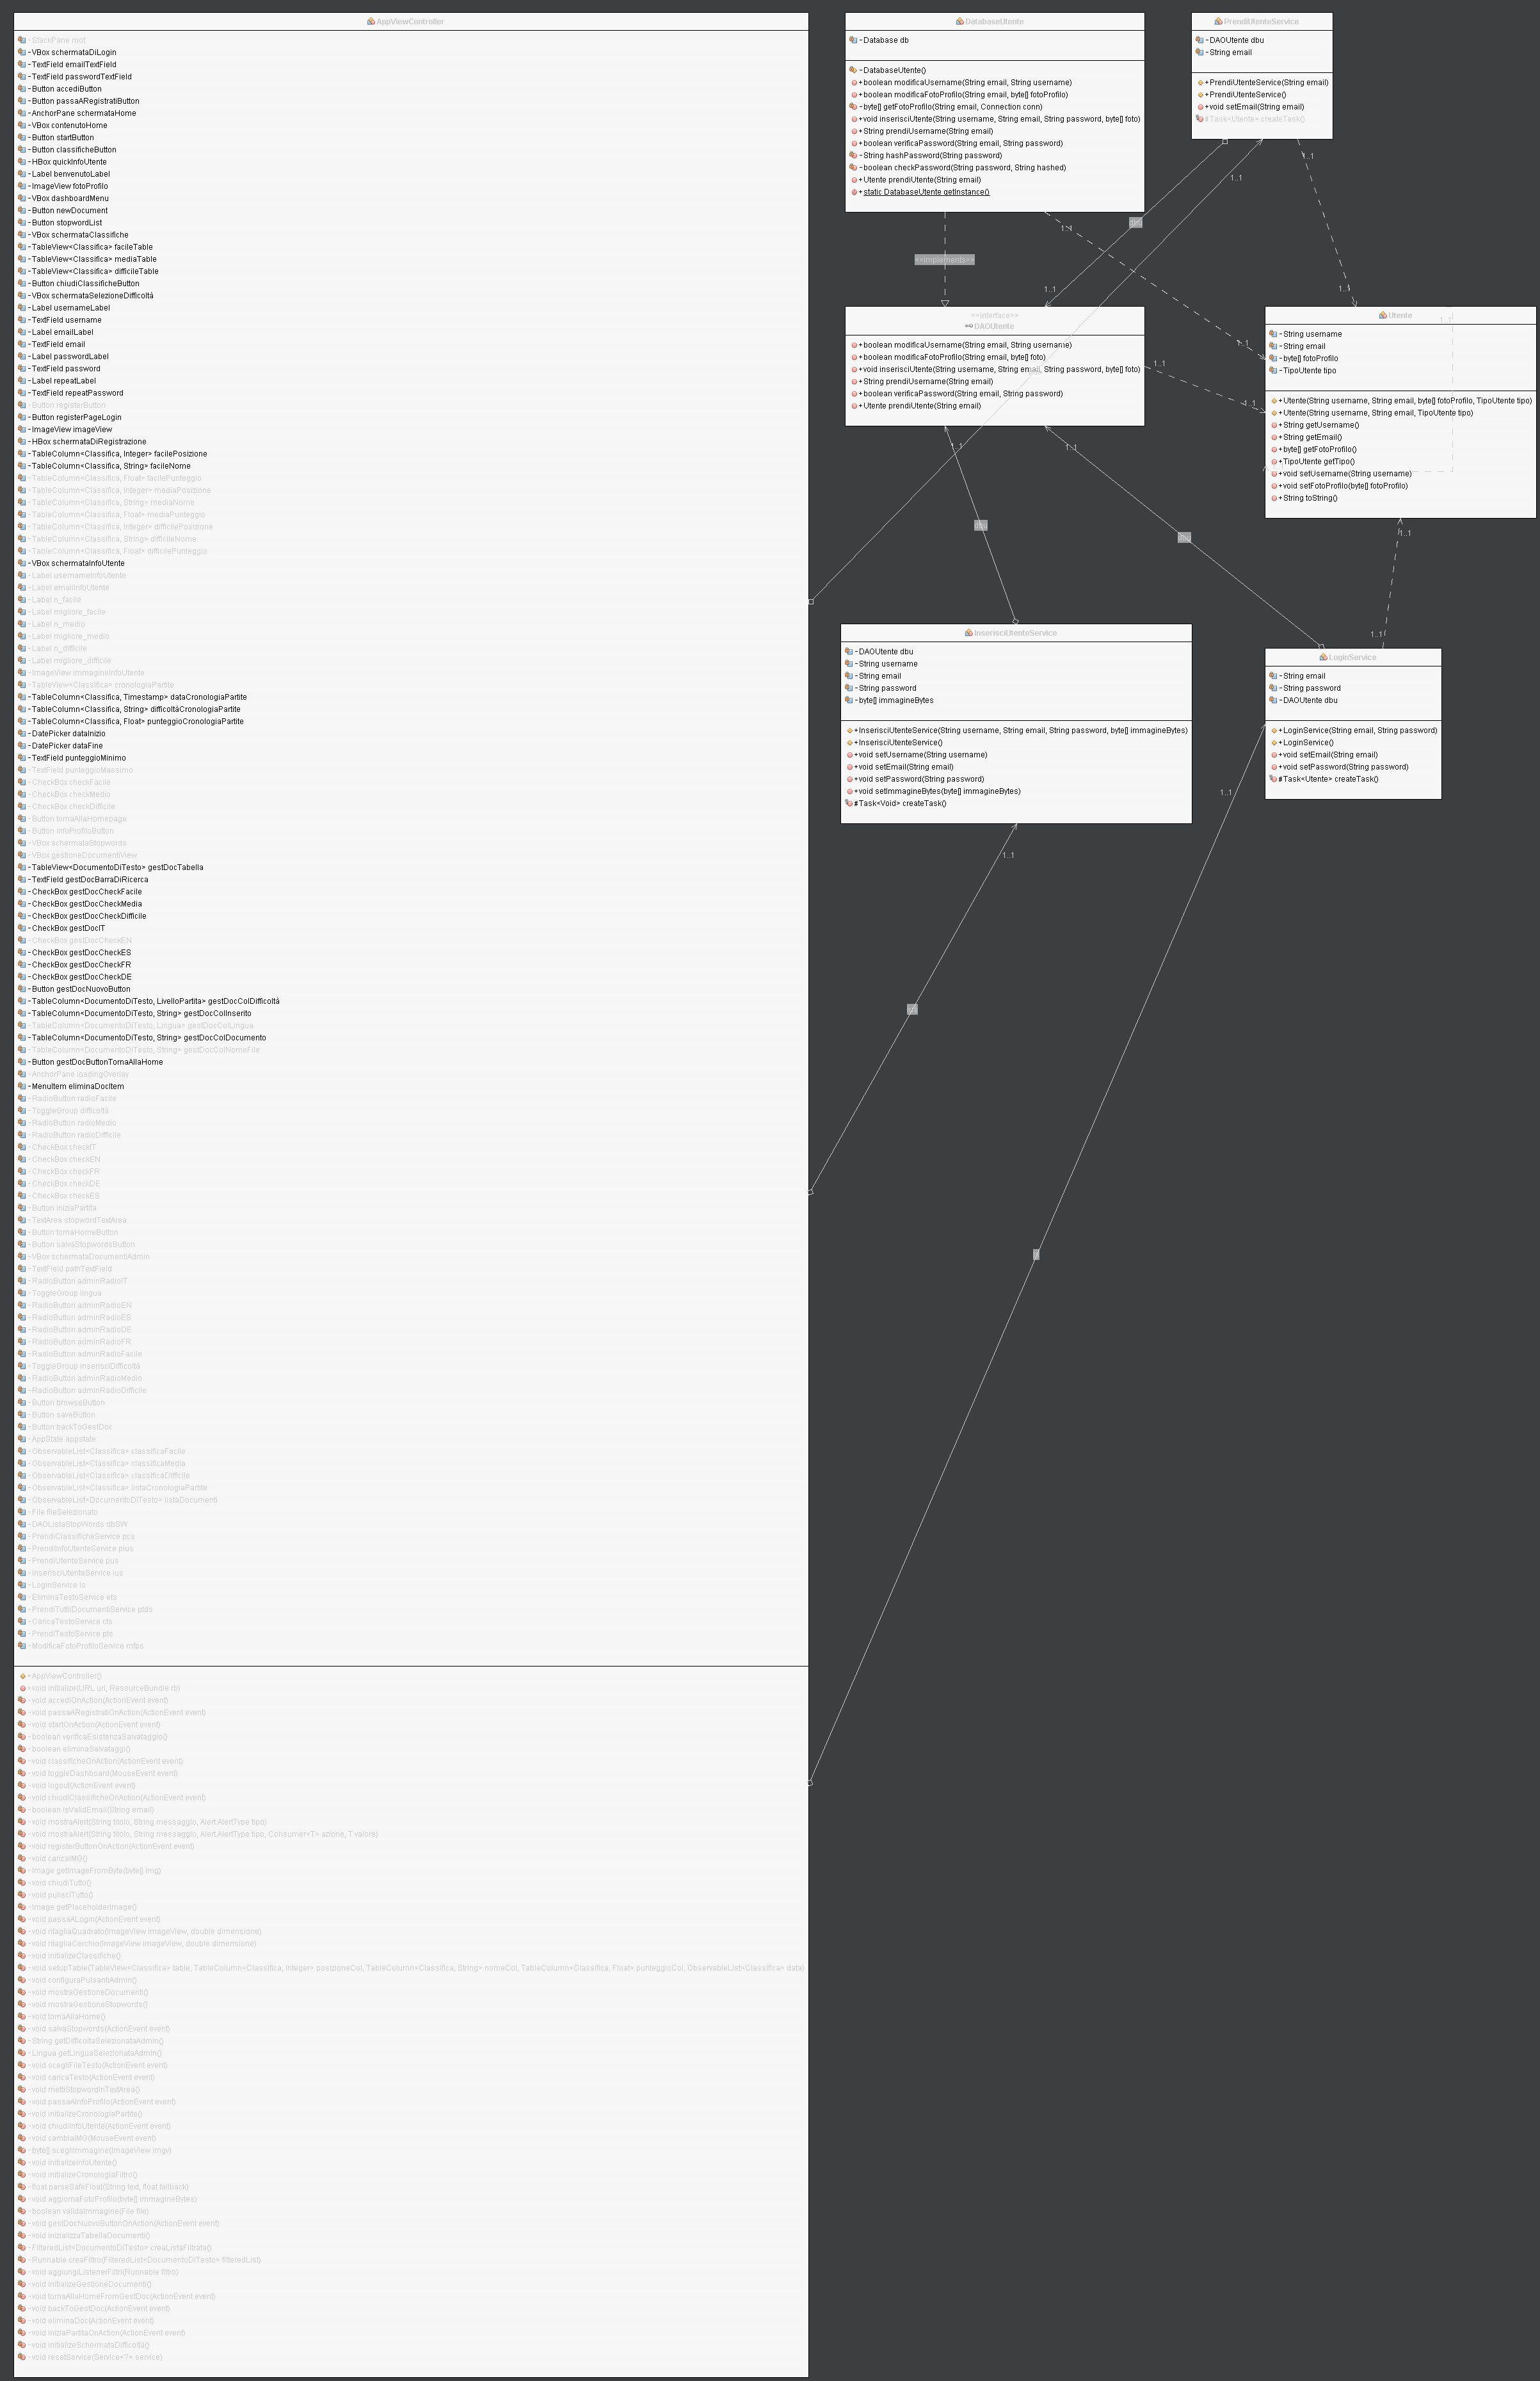 AppViewController
-StackPane root
-VBox schermataDiLogin
-TextField emailTextField
-TextField passwordTextField
-Button accediButton
-Button passaARegistratiButton
-AnchorPane schermataHome
-VBox contenutoHome
-Button startButton
-Button classificheButton
-HBox quickInfoUtente
-Label benvenutoLabel
-ImageView fotoProfilo
-VBox dashboardMenu
-Button newDocument
-Button stopwordList
-VBox schermataClassifiche
-TableView<Classifica> facileTable
-TableView<Classifica> mediaTable
-TableView<Classifica> difficileTable
-Button chiudiClassificheButton
-VBox schermataSelezioneDifficoltà
-Label usernameLabel
-TextField username
-Label emailLabel
-TextField email
-Label passwordLabel
-TextField password
-Label repeatLabel
-TextField repeatPassword
-Button registerButton
-Button registerPageLogin
-ImageView imageView
-HBox schermataDiRegistrazione
-TableColumn<Classifica, Integer> facilePosizione
-TableColumn<Classifica, String> facileNome
-TableColumn<Classifica, Float> facilePunteggio
-TableColumn<Classifica, Integer> mediaPosizione
-TableColumn<Classifica, String> mediaNome
-TableColumn<Classifica, Float> mediaPunteggio
-TableColumn<Classifica, Integer> difficilePosizione
-TableColumn<Classifica, String> difficileNome
-TableColumn<Classifica, Float> difficilePunteggio
-VBox schermataInfoUtente
-Label usernameInfoUtente
-Label emailInfoUtente
-Label n_facile
-Label migliore_facile
-Label n_medio
-Label migliore_medio
-Label n_difficile
-Label migliore_difficile
-ImageView immagineInfoUtente
-TableView<Classifica> cronologiaPartite
-TableColumn<Classifica, Timestamp> dataCronologiaPartite
-TableColumn<Classifica, String> difficoltàCronologiaPartite
-TableColumn<Classifica, Float> punteggioCronologiaPartite
-DatePicker dataInizio
-DatePicker dataFine
-TextField punteggioMinimo
-TextField punteggioMassimo
-CheckBox checkFacile
-CheckBox checkMedio
-CheckBox checkDifficile
-Button tornaAllaHomepage
-Button infoProfiloButton
-VBox schermataStopwords
-VBox gestioneDocumentiView
-TableView<DocumentoDiTesto> gestDocTabella
-TextField gestDocBarraDiRicerca
-CheckBox gestDocCheckFacile
-CheckBox gestDocCheckMedia
-CheckBox gestDocCheckDifficile
-CheckBox gestDocIT
-CheckBox gestDocCheckEN
-CheckBox gestDocCheckES
-CheckBox gestDocCheckFR
-CheckBox gestDocCheckDE
-Button gestDocNuovoButton
-TableColumn<DocumentoDiTesto, LivelloPartita> gestDocColDifficoltà
-TableColumn<DocumentoDiTesto, String> gestDocColInserito
-TableColumn<DocumentoDiTesto, Lingua> gestDocColLingua
-TableColumn<DocumentoDiTesto, String> gestDocColDocumento
-TableColumn<DocumentoDiTesto, String> gestDocColNomeFile
-Button gestDocButtonTornaAllaHome
-AnchorPane loadingOverlay
-MenuItem eliminaDocItem
-RadioButton radioFacile
-ToggleGroup difficoltà
-RadioButton radioMedio
-RadioButton radioDifficile
-CheckBox checkIT
-CheckBox checkEN
-CheckBox checkFR
-CheckBox checkDE
-CheckBox checkES
-Button iniziaPartita
-TextArea stopwordTextArea
-Button tornaHomeButton
-Button salvaStopwordsButton
-VBox schermataDocumentiAdmin
-TextField pathTextField
-RadioButton adminRadioIT
-ToggleGroup lingua
-RadioButton adminRadioEN
-RadioButton adminRadioES
-RadioButton adminRadioDE
-RadioButton adminRadioFR
-RadioButton adminRadioFacile
-ToggleGroup inserisciDifficoltà
-RadioButton adminRadioMedio
-RadioButton adminRadioDifficile
-Button browseButton
-Button saveButton
-Button backToGestDoc
-AppState appstate
-ObservableList<Classifica> classificaFacile
-ObservableList<Classifica> classificaMedia
-ObservableList<Classifica> classificaDifficile
-ObservableList<Classifica> listaCronologiaPartite
-ObservableList<DocumentoDiTesto> listaDocumenti
-File fileSelezionato
-DAOListaStopWords dbSW
-PrendiClassificheService pcs
-PrendiInfoUtenteService pius
-PrendiUtenteService pus
-InserisciUtenteService ius
-LoginService ls
-EliminaTestoService ets
-PrendiTuttiDocumentiService ptds
-CaricaTestoService cts
-PrendiTestoService pts
-ModificaFotoProfiloService mfps
+AppViewController()
+void initialize(URL url, ResourceBundle rb)
-void accediOnAction(ActionEvent event)
-void passaARegistratiOnAction(ActionEvent event)
-void startOnAction(ActionEvent event)
-boolean verificaEsistenzaSalvataggio()
-boolean eliminaSalvataggi()
-void classificheOnAction(ActionEvent event)
-void toggleDashboard(MouseEvent event)
-void logout(ActionEvent event)
-void chiudiClassificheOnAction(ActionEvent event)
-boolean isValidEmail(String email)
-void mostraAlert(String titolo, String messaggio, Alert.AlertType tipo)
-void mostraAlert(String titolo, String messaggio, Alert.AlertType tipo, Consumer<T> azione, T valore)
-void registerButtonOnAction(ActionEvent event)
-void caricaIMG()
-Image getImageFromByte(byte[] img)
-void chiudiTutto()
-void pulisciTutto()
-Image getPlaceholderImage()
-void passaALogin(ActionEvent event)
-void ritagliaQuadrato(ImageView imageView, double dimensione)
-void ritagliaCerchio(ImageView imageView, double dimensione)
-void initializeClassifiche()
-void setupTable(TableView<Classifica> table, TableColumn<Classifica, Integer> posizioneCol, TableColumn<Classifica, String> nomeCol, TableColumn<Classifica, Float> punteggioCol, ObservableList<Classifica> data)
-void configuraPulsantiAdmin()
-void mostraGestioneDocumenti()
-void mostraGestioneStopwords()
-void tornaAllaHome()
-void salvaStopwords(ActionEvent event)
-String getDifficoltaSelezionataAdmin()
-Lingua getLinguaSelezionataAdmin()
-void scegliFileTesto(ActionEvent event)
-void caricaTesto(ActionEvent event)
-void mettiStopwordInTextArea()
-void passaAInfoProfilo(ActionEvent event)
-void initializeCronologiaPartite()
-void chiudiInfoUtente(ActionEvent event)
-void cambiaIMG(MouseEvent event)
-byte[] scegliImmagine(ImageView imgv)
-void initializeInfoUtente()
-void initializeCronologiaFiltro()
-float parseSafeFloat(String text, float fallback)
-void aggiornaFotoProfilo(byte[] immagineBytes)
-boolean validaImmagine(File file)
-void gestDocNuovoButtonOnAction(ActionEvent event)
-void inizializzaTabellaDocumenti()
-FilteredList<DocumentoDiTesto> creaListaFiltrata()
-Runnable creaFiltro(FilteredList<DocumentoDiTesto> filteredList)
-void aggiungiListenerFiltri(Runnable filtro)
-void initializeGestioneDocumenti()
-void tornaAllaHomeFromGestDoc(ActionEvent event)
-void backToGestDoc(ActionEvent event)
-void eliminaDoc(ActionEvent event)
-void iniziaPartitaOnAction(ActionEvent event)
-void initializeSchermataDifficoltà()
-void resetService(Service<?> service)
DatabaseUtente
-Database db
-DatabaseUtente()
+boolean modificaUsername(String email, String username)
+boolean modificaFotoProfilo(String email, byte[] fotoProfilo)
-byte[] getFotoProfilo(String email, Connection conn)
+void inserisciUtente(String username, String email, String password, byte[] foto)
+String prendiUsername(String email)
+boolean verificaPassword(String email, String password)
-String hashPassword(String password)
-boolean checkPassword(String password, String hashed)
+Utente prendiUtente(String email)
+static DatabaseUtente getInstance()
PrendiUtenteService
-DAOUtente dbu
-String email
+PrendiUtenteService(String email)
+PrendiUtenteService()
+void setEmail(String email)
#Task<Utente> createTask()
1..1
1..1
dbu
1..1
<<implements>>
1..1
1..1
1..1
<<interface>>
DAOUtente
+boolean modificaUsername(String email, String username)
+boolean modificaFotoProfilo(String email, byte[] foto)
+void inserisciUtente(String username, String email, String password, byte[] foto)
+String prendiUsername(String email)
+boolean verificaPassword(String email, String password)
+Utente prendiUtente(String email)
1..1
1..1
Utente
1..1
-String username
-String email
-byte[] fotoProfilo
-TipoUtente tipo
+Utente(String username, String email, byte[] fotoProfilo, TipoUtente tipo)
+Utente(String username, String email, TipoUtente tipo)
+String getUsername()
+String getEmail()
+byte[] getFotoProfilo()
+TipoUtente getTipo()
+void setUsername(String username)
+void setFotoProfilo(byte[] fotoProfilo)
+String toString()
1..1
1..1
dbu
dbu
1..1
1..1
InserisciUtenteService
-DAOUtente dbu
-String username
-String email
-String password
-byte[] immagineBytes
+InserisciUtenteService(String username, String email, String password, byte[] immagineBytes)
+InserisciUtenteService()
+void setUsername(String username)
+void setEmail(String email)
+void setPassword(String password)
+void setImmagineBytes(byte[] immagineBytes)
#Task<Void> createTask()
LoginService
-String email
-String password
-DAOUtente dbu
+LoginService(String email, String password)
+LoginService()
+void setEmail(String email)
+void setPassword(String password)
#Task<Utente> createTask()
1..1
1..1